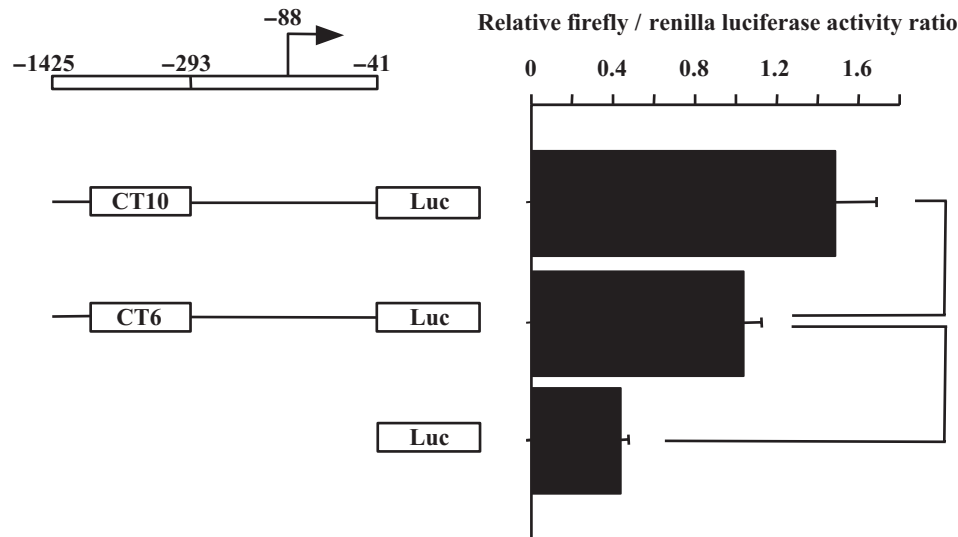 −88
Relative firefly / renilla luciferase activity ratio
−1425 −293 −41
0 0.4 0.8 1.2 1.6
CT10 Luc
CT6 Luc
Luc